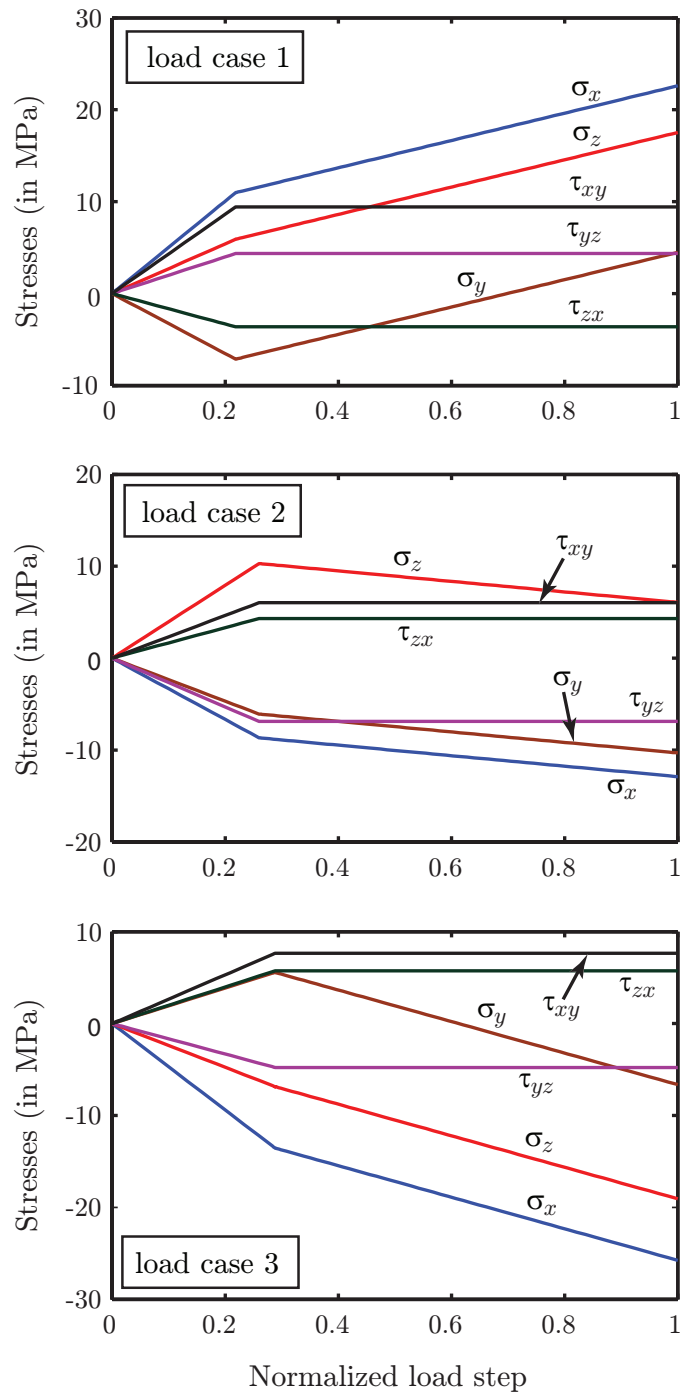 30
load case 1
σx
20
σz
τxy
10
τyz
σy
0
τzx
-10
0 0.2 0.4 0.6 0.8 1
Stresses (in MPa)
20
load case 2
τxy
σz
10
τzx
0
σy
τyz
-10
σx
-20
0 0.2 0.4 0.6 0.8 1
Stresses (in MPa)
10
τzx
τxy
σy
0
τyz
-10
σz
σx
-20
load case 3
-30
0 0.2 0.4 0.6 0.8 1
Stresses (in MPa)
Normalized load step